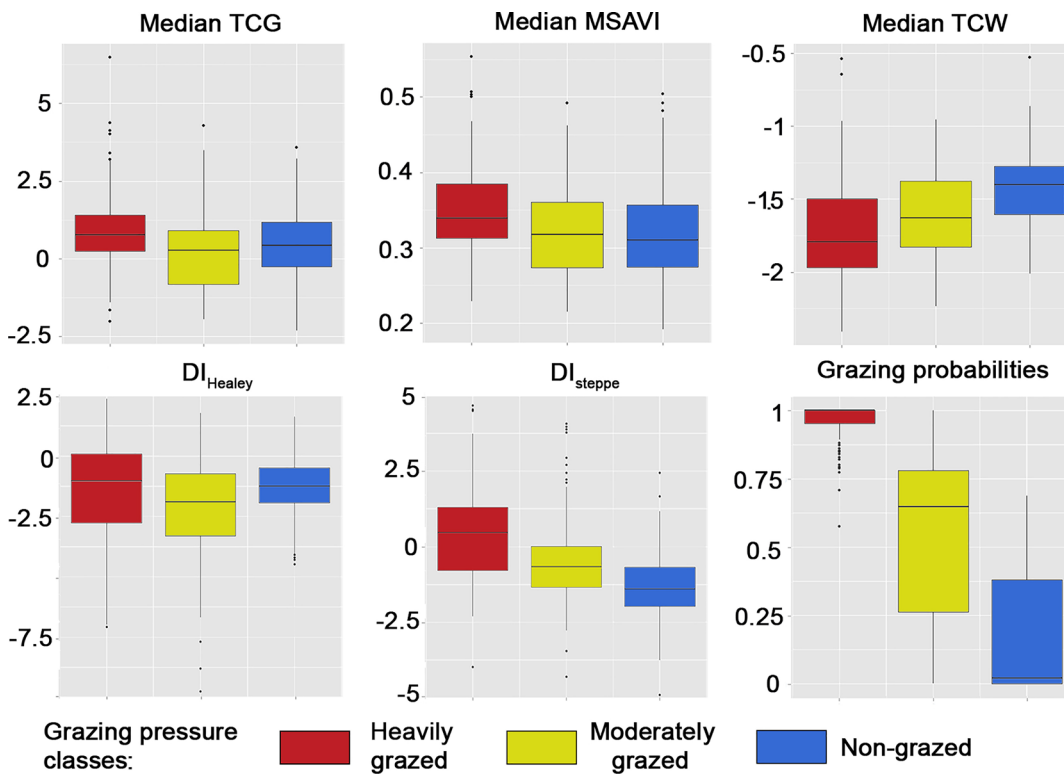 Median TCG
Median MSAVI
Median TCW
5
2.5
0
-2.5
0.5
0.4
0.3
0.2
-0.5
-1
-1.5
-2
DIHealey
DIsteppe
Grazing probabilities
2.5
0
-2.5
-7.5
5
2.5
0
-2.5
-5
1
0.75
0.5
0.25
0
Grazing pressure
classes:
Heavily
grazed
Moderately
grazed
Non-grazed